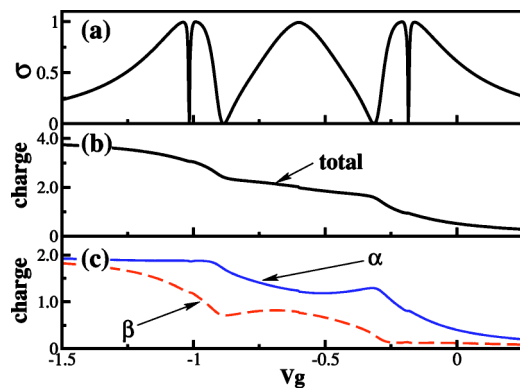 1
(a)
σ
0.5
0
4.0
(b)
charge
total
2.0
0
2.0
(c)
charge
α
1.0
β
0
-1.5
-1
-0.5
0
Vg